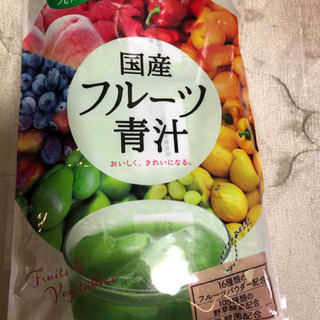 国産
フルーツ
青汁
おいしく、きれいになる。
Fruits &
Vegetables
16種類の
フルーツパウダー配合